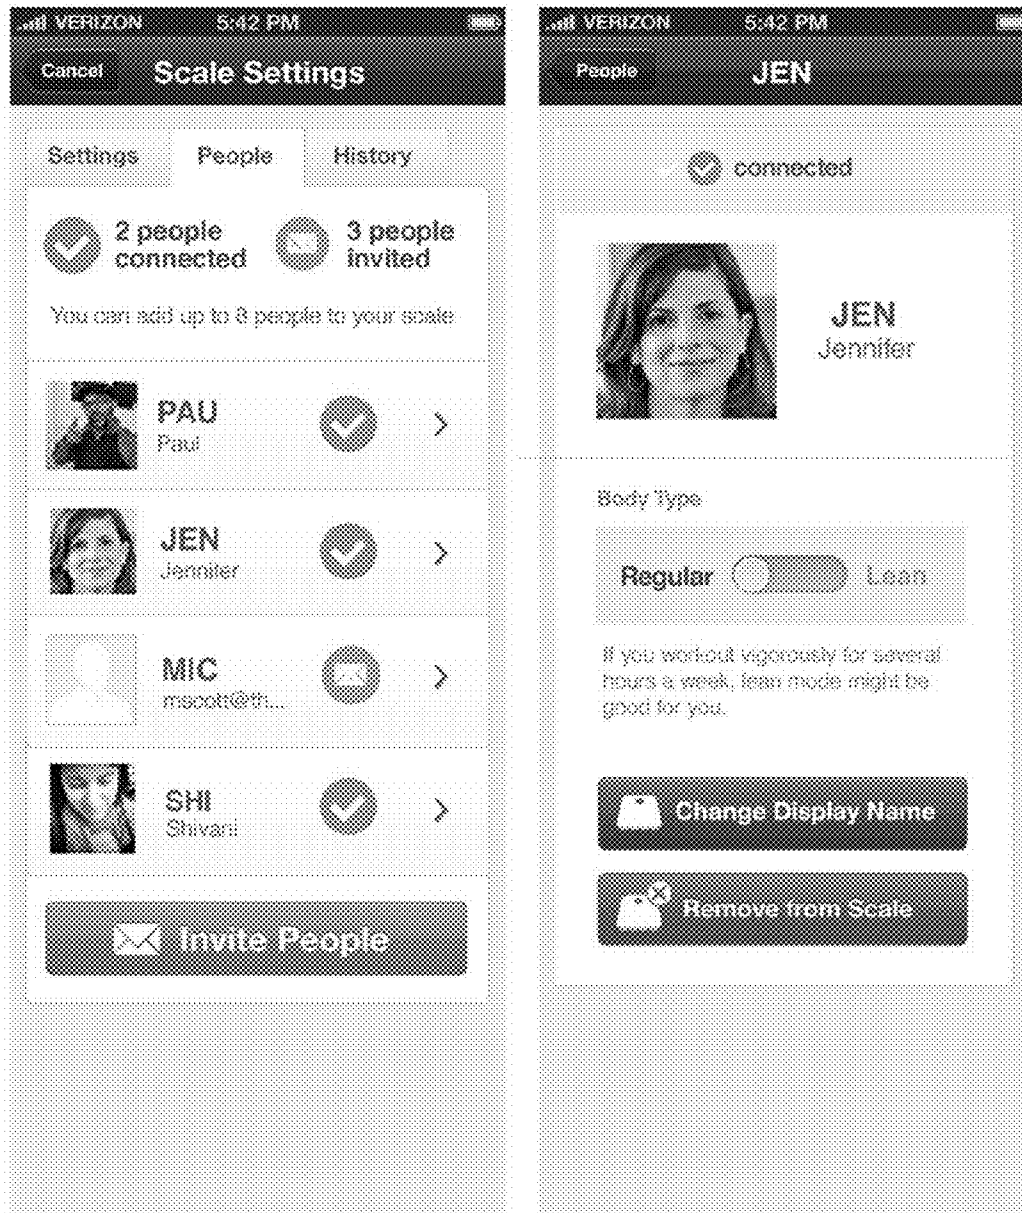 VERIZON 5:42 PM
Cancel Scale Settings
Settings People History
2 people
connected
3 people
invited
You can add up to 8 people to your scale
PAU
Paul
JEN
Jennifer
MIC
mscott@th...
SHI
Shivani
Invite People
VERIZON 5:42 PM
People JEN
connected
JEN
Jennifer
Body Type
Regular Lean
If you workout vigorously for several
hours a week, lean mode might be
good for you.
Change Display Name
Remove from Scale